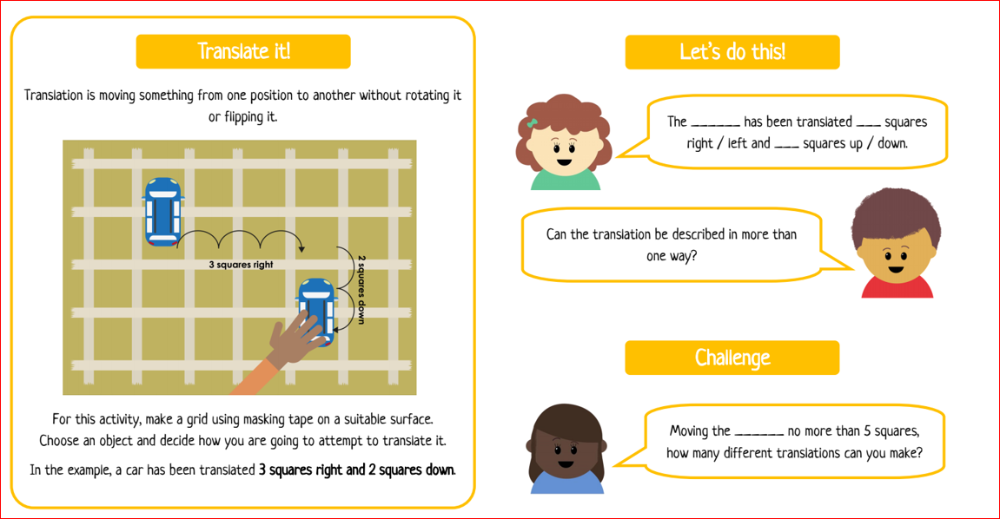 Translate it!
Translation is moving something from one position to another without rotating it
or flipping it.
3 squares right
2 squares down
For this activity, make a grid using masking tape on a suitable surface.
Choose an object and decide how you are going to attempt to translate it.
In the example, a car has been translated 3 squares right and 2 squares down.
Let's do this!
The ______ has been translated ___ squares
right / left and ___ squares up / down.
Can the translation be described in more than
one way?
Challenge
Moving the ______ no more than 5 squares,
how many different translations can you make?